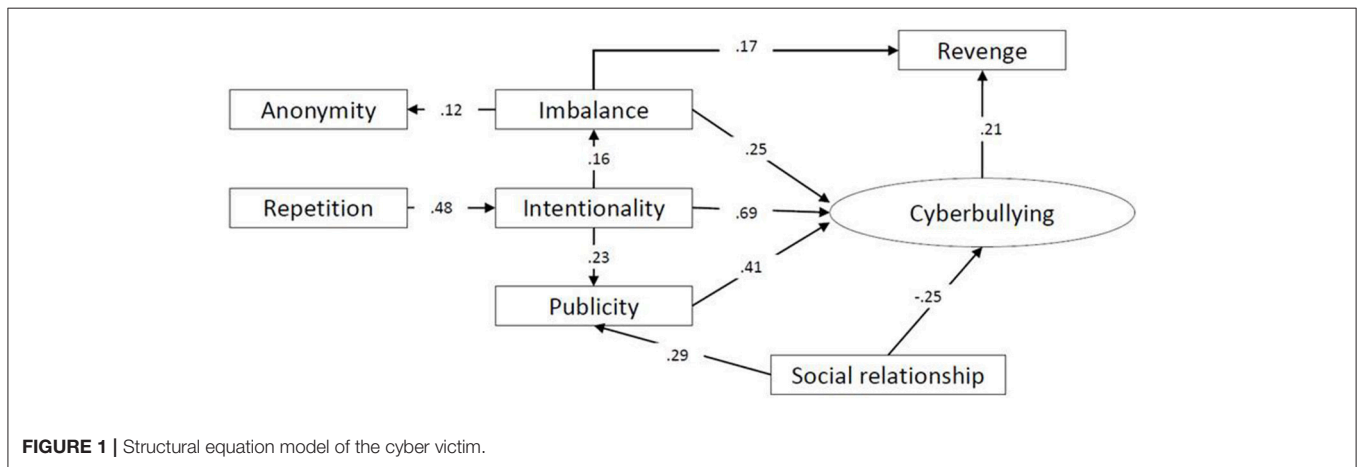 .17
Revenge
Anonymity
.12
Imbalance
.25
.21
.16
Repetition
.48
Intentionality
.69
Cyberbullying
.23
.41
Publicity
-.25
.29
Social relationship
FIGURE 1 | Structural equation model of the cyber victim.